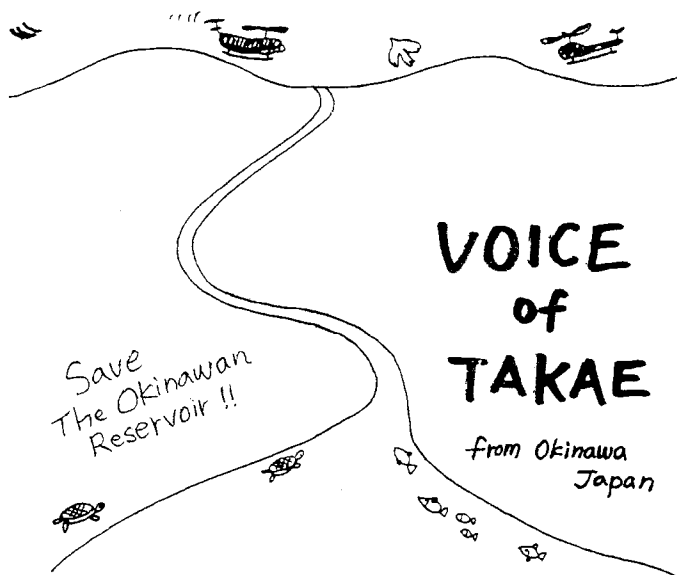 VOICE
of
TAKAE
from Okinawa
Japan
Save
The Okinawan
Reservoir !!